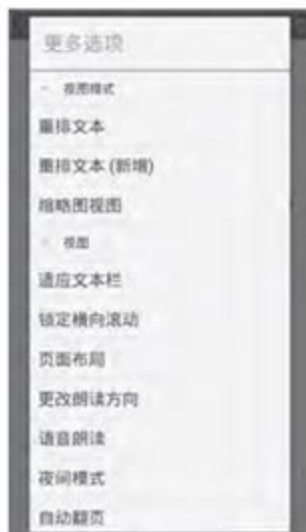 更多选项
视图模式
重排文本
重排文本 (新增)
缩略图视图
视图
适应文本栏
锁定横向滚动
页面布局
更改朗读方向
语音朗读
夜间模式
自动翻页